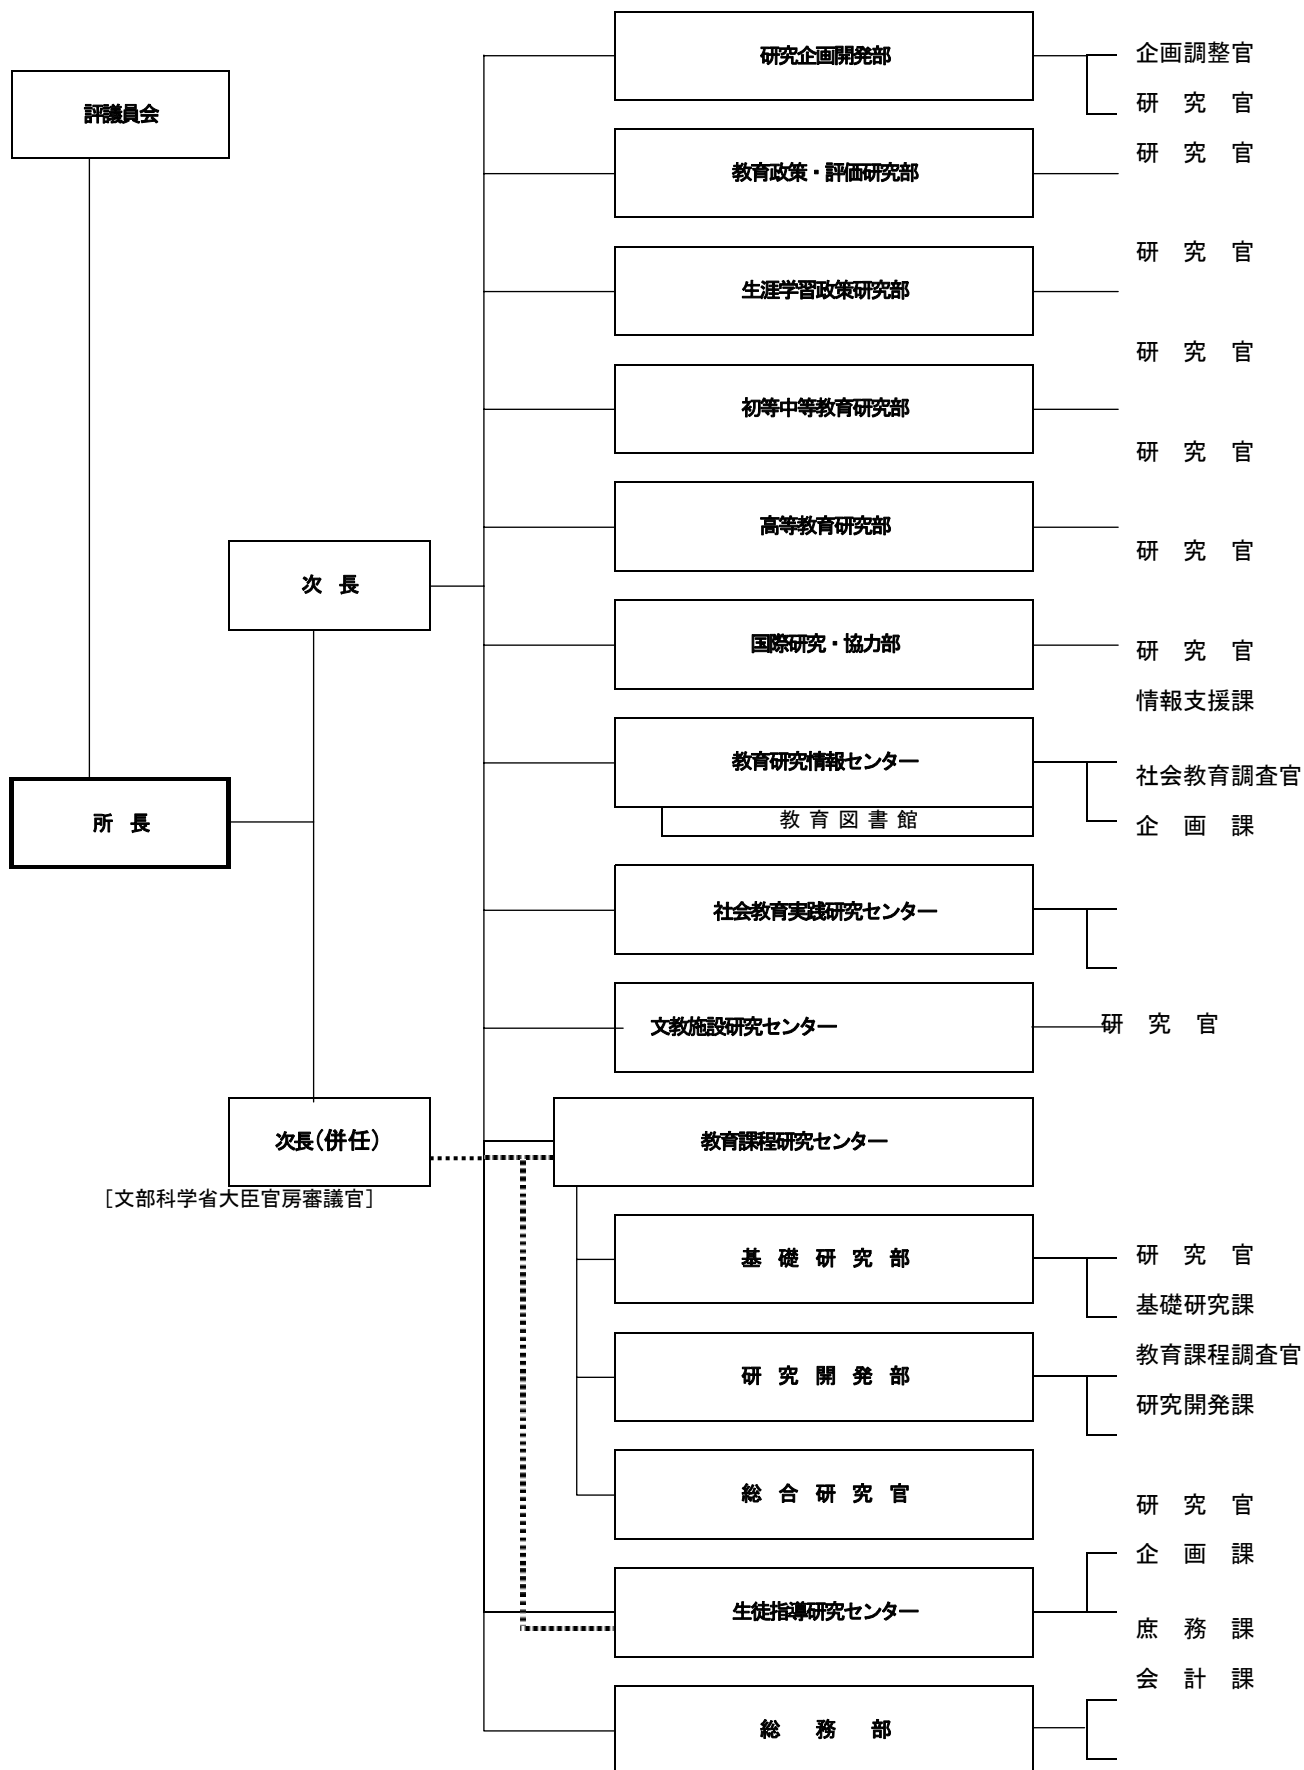 評議員会
所 長
次 長
次長(併任)
[文部科学省大臣官房審議官]
研究企画開発部
教育政策・評価研究部
生涯学習政策研究部
初等中等教育研究部
高等教育研究部
国際研究・協力部
教育研究情報センター
教 育 図 書 館
社会教育実践研究センター
文教施設研究センター
教育課程研究センター
基 礎 研 究 部
研 究 開 発 部
総 合 研 究 官
生徒指導研究センター
総 務 部
企画調整官
研 究 官
研 究 官
研 究 官
研 究 官
研 究 官
研 究 官
研 究 官
情報支援課
社会教育調査官
企 画 課
研 究 官
研 究 官
基礎研究課
教育課程調査官
研究開発課
研 究 官
企 画 課
庶 務 課
会 計 課